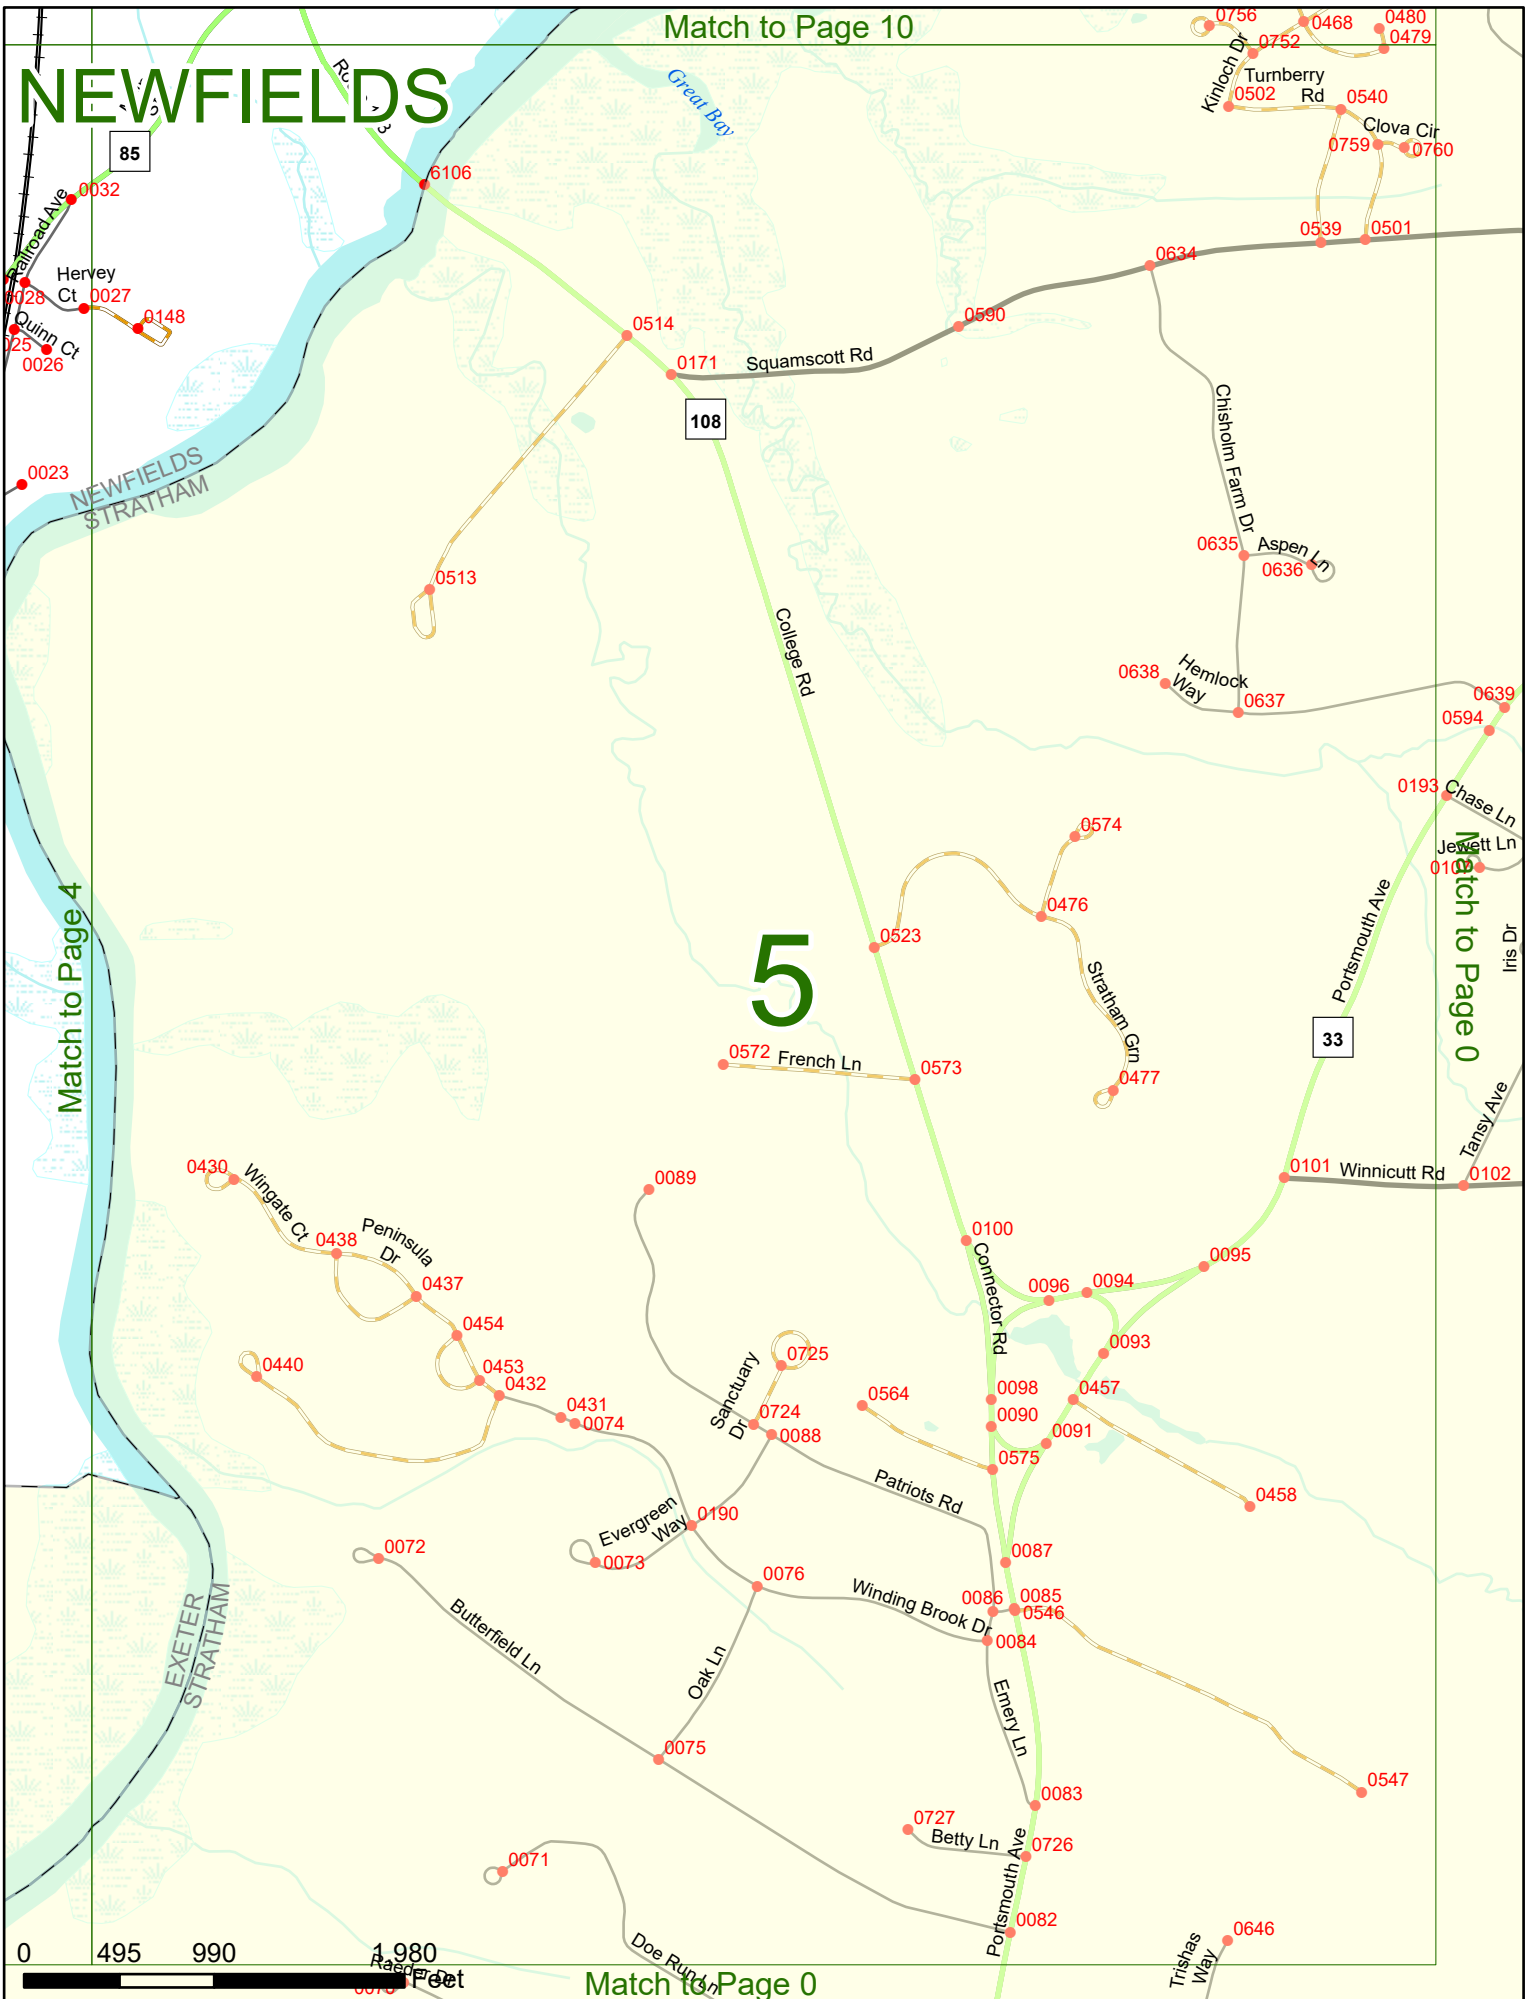 Match to Page 10
0756
0468
0480
0479
0752
Kinloch Dr
Turnberry
Rd
0502
0540
Clova Cir
0759
0760
NEWFIELDS
Great Bay
85
6106
0032
Railroad Ave
Hervey
Ct
0028
0027
0148
Quinn Ct
0026
0539
0501
0634
0590
0514
0171
Squamscott Rd
108
Chisholm Farm Dr
0023
NEWFIELDS
STRATHAM
0635
Aspen Ln
0636
0513
College Rd
0638
Hemlock
Way
0637
0639
0594
0193
Chase Ln
Jewett Ln
0107
0574
0476
0523
Stratham Grn
Portsmouth Ave
Match to Page 4
Match to Page 0
Iris Dr
5
33
0572
French Ln
0573
0477
Tansy Ave
0101
Winnicutt Rd
0102
0430
Wingate Ct
0089
0438
Peninsula
Dr
0100
Connector Rd
0095
0437
0096
0094
0454
0093
0440
0453
0432
0725
Sanctuary
Dr
0564
0098
0457
0431
0074
0724
0088
0090
0091
0575
Patriots Rd
0458
Evergreen
Way
0190
0072
0073
0087
0076
Winding Brook Dr
0086
0085
0546
0084
Butterfield Ln
EXETER
STRATHAM
Oak Ln
Emery Ln
0075
0547
0083
0727
Betty Ln
0726
Portsmouth Ave
0071
0082
0646
Trishas
Way
Doe Run Ln
0 495 990 1,980
Feet
Raeder Dr
Match to Page 0